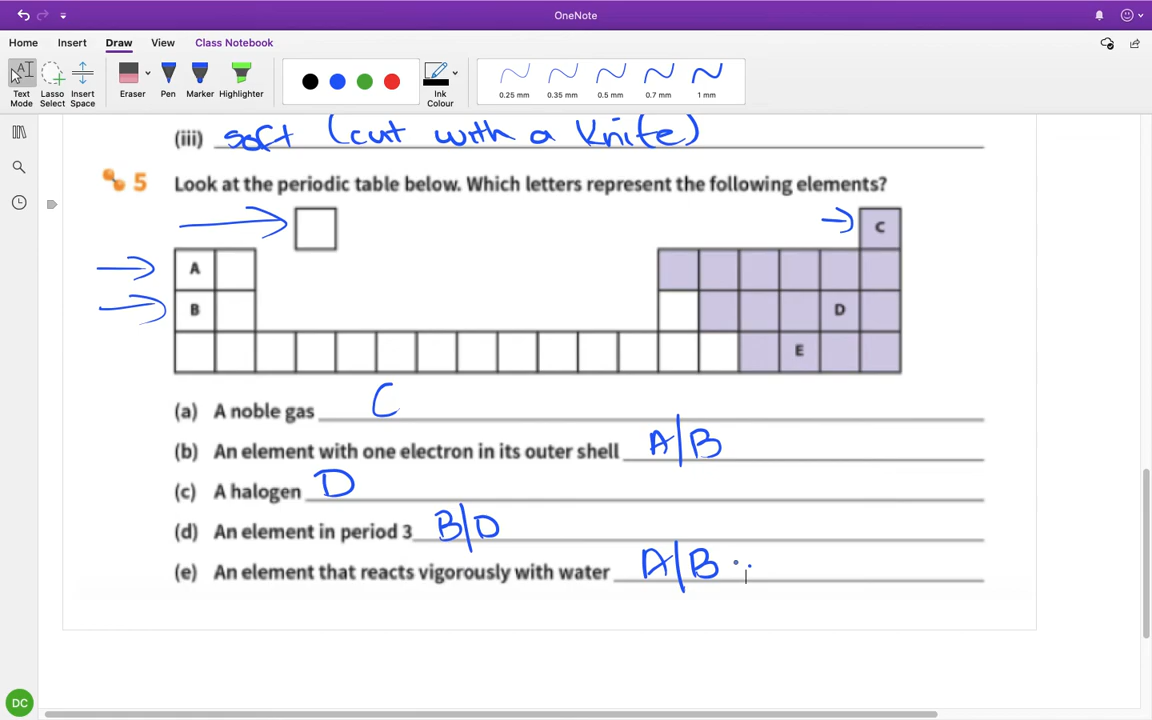 OneNote
Home Insert Draw View Class Notebook
Text Mode
Lasso Select
Insert Space
Eraser
Pen
Marker
Highlighter
Ink Colour
0.25 mm 0.35 mm 0.5 mm 0.7 mm 1 mm
(iii) soft (cut with a knife)
5 Look at the periodic table below. Which letters represent the following elements?
C
A
B D
E
(a) A noble gas C
(b) An element with one electron in its outer shell A|B
(c) A halogen D
(d) An element in period 3 B|D
(e) An element that reacts vigorously with water A|B
DC